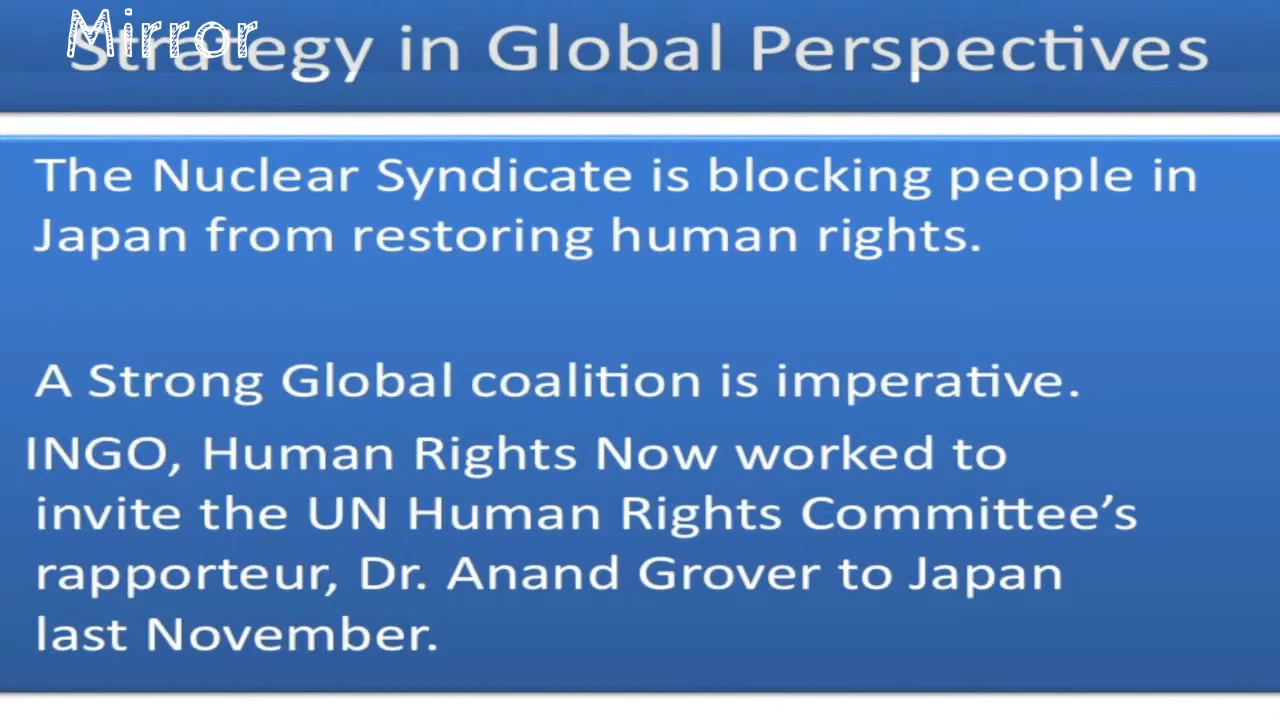 Mirror
Strategy in Global Perspectives
The Nuclear Syndicate is blocking people in
Japan from restoring human rights.
A Strong Global coalition is imperative.
INGO, Human Rights Now worked to
invite the UN Human Rights Committee’s
rapporteur, Dr. Anand Grover to Japan
last November.